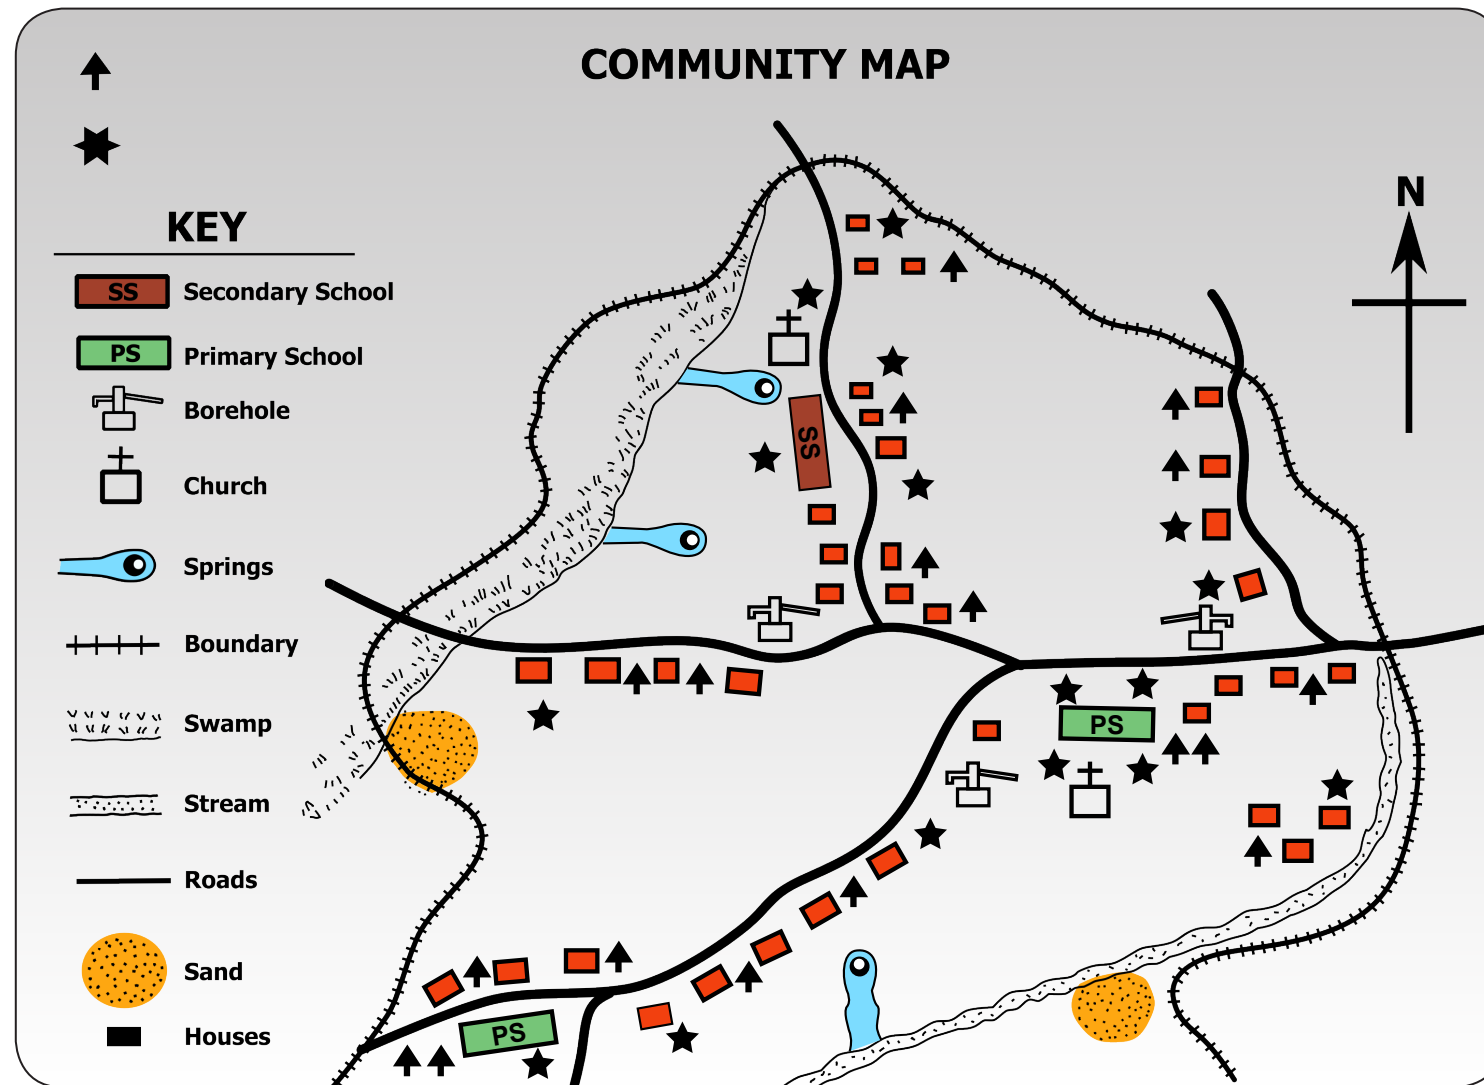 COMMUNITY MAP
N
KEY
SS Secondary School
PS Primary School
Borehole
Church
Springs
Boundary
Swamp
Stream
Roads
Sand
Houses
SS
PS
PS